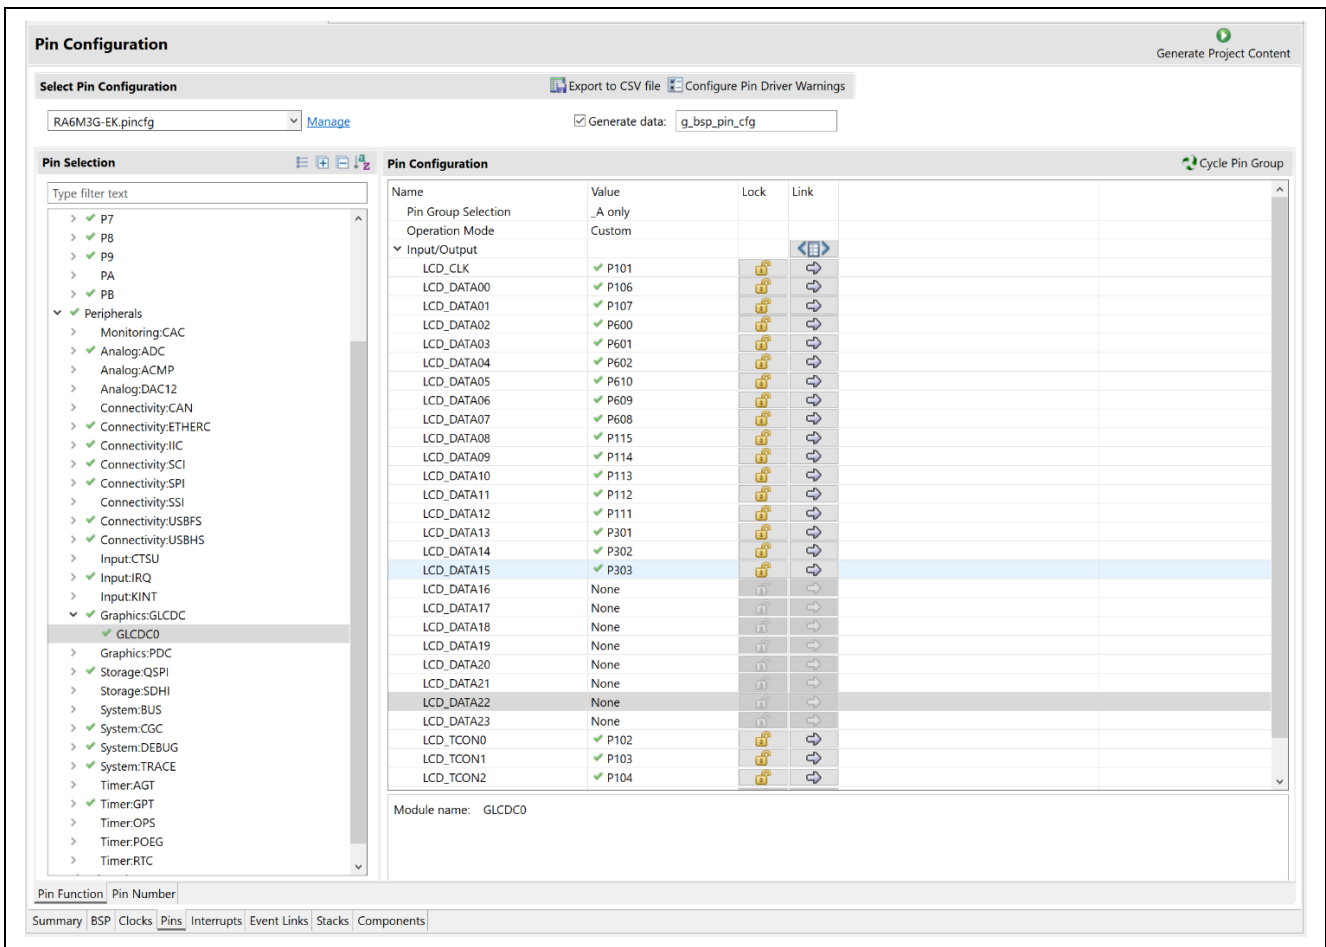 Pin Configuration
Generate Project Content
Select Pin Configuration
Export to CSV file Configure Pin Driver Warnings
RA6M3G-EK.pincfg Manage Generate data: g_bsp_pin_cfg
Pin Selection
Type filter text
P7
P8
P9
PA
PB
Peripherals
Monitoring:CAC
Analog:ADC
Analog:ACMP
Analog:DAC12
Connectivity:CAN
Connectivity:ETHERC
Connectivity:IIC
Connectivity:SCI
Connectivity:SPI
Connectivity:SSI
Connectivity:USBFS
Connectivity:USBHS
Input:CTSU
Input:IRQ
Input:KINT
Graphics:GLCDC
GLCDC0
Graphics:PDC
Storage:QSPI
Storage:SDHI
System:BUS
System:CGC
System:DEBUG
System:TRACE
Timer:AGT
Timer:GPT
Timer:OPS
Timer:POEG
Timer:RTC
Pin Configuration Cycle Pin Group
Name Value Lock Link
Pin Group Selection _A only
Operation Mode Custom
Input/Output
LCD_CLK P101
LCD_DATA00 P106
LCD_DATA01 P107
LCD_DATA02 P600
LCD_DATA03 P601
LCD_DATA04 P602
LCD_DATA05 P610
LCD_DATA06 P609
LCD_DATA07 P608
LCD_DATA08 P115
LCD_DATA09 P114
LCD_DATA10 P113
LCD_DATA11 P112
LCD_DATA12 P111
LCD_DATA13 P301
LCD_DATA14 P302
LCD_DATA15 P303
LCD_DATA16 None
LCD_DATA17 None
LCD_DATA18 None
LCD_DATA19 None
LCD_DATA20 None
LCD_DATA21 None
LCD_DATA22 None
LCD_DATA23 None
LCD_TCON0 P102
LCD_TCON1 P103
LCD_TCON2 P104
Module name: GLCDC0
Pin Function Pin Number
Summary BSP Clocks Pins Interrupts Event Links Stacks Components